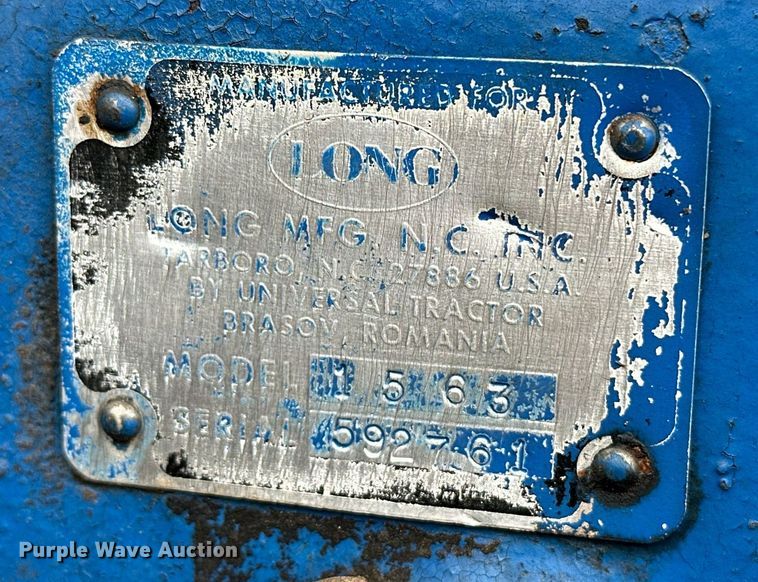 MANUFACTURED FOR
LONG
LONG MFG. N.C. INC.
TARBORO, N.C. 27886 U.S.A.
BY UNIVERSAL TRACTOR
BRASOV, ROMANIA
MODEL 1563
SERIAL 592761
Purple Wave Auction